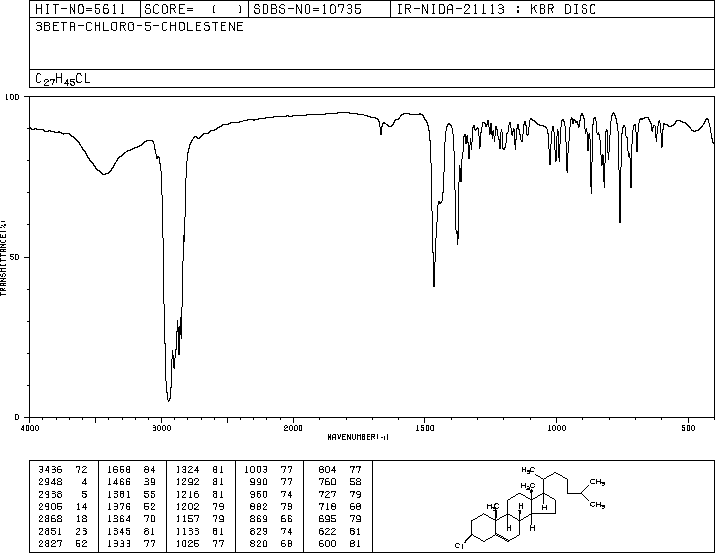 HIT-NO=5611 SCORE= ( ) SDBS-NO=10735 IR-NIDA-21113 : KBR DISC
3BETA-CHLORO-5-CHOLESTENE
C27H45CL
100
TRANSMITTANCE(%)
50
0
4000 3000 2000 1500 1000 500
WAVENUMBER(-1)
3436 72 1668 84 1324 81 1003 77 804 77
2948 4 1466 39 1292 81 990 77 760 58
2938 5 1381 55 1216 81 960 74 727 79
2905 14 1376 52 1202 79 882 79 718 68
2868 18 1364 70 1157 79 869 66 695 79
2851 23 1345 81 1133 81 829 74 622 81
2827 62 1333 77 1026 77 820 68 600 81
H3C
CH3
H3C
H3C
CH3
H
H H
Cl